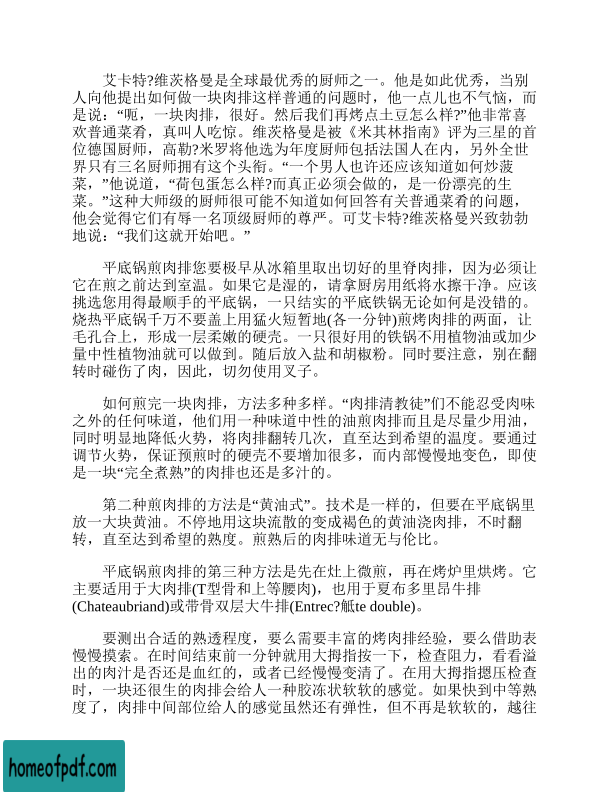 艾卡特?维茨格曼是全球最优秀的厨师之一。他是如此优秀，当别
人向他提出如何做一块肉排这样普通的问题时，他一点儿也不气恼，而
是说：“呃，一块肉排，很好。然后我们再烤点土豆怎么样?”他非常喜
欢普通菜肴，真叫人吃惊。维茨格曼是被《米其林指南》评为三星的首
位德国厨师，高勒?米罗将他选为年度厨师包括法国人在内，另外全世
界只有三名厨师拥有这个头衔。“一个男人也许还应该知道如何炒菠
菜，”他说道，“荷包蛋怎么样?而真正必须会做的，是一份漂亮的生
菜。”这种大师级的厨师很可能不知道如何回答有关普通菜肴的问题，
他会觉得它们有辱一名顶级厨师的尊严。可艾卡特?维茨格曼兴致勃勃
地说：“我们这就开始吧。”
平底锅煎肉排您要极早从冰箱里取出切好的里脊肉排，因为必须让
它在煎之前达到室温。如果它是湿的，请拿厨房用纸将水擦干净。应该
挑选您用得最顺手的平底锅，一只结实的平底铁锅无论如何是没错的。
烧热平底锅千万不要盖上用猛火短暂地(各一分钟)煎烤肉排的两面，让
毛孔合上，形成一层柔嫩的硬壳。一只很好用的铁锅不用植物油或加少
量中性植物油就可以做到。随后放入盐和胡椒粉。同时要注意，别在翻
转时碰伤了肉，因此，切勿使用叉子。
如何煎完一块肉排，方法多种多样。“肉排清教徒”们不能忍受肉味
之外的任何味道，他们用一种味道中性的油煎肉排而且是尽量少用油，
同时明显地降低火势，将肉排翻转几次，直至达到希望的温度。要通过
调节火势，保证预煎时的硬壳不要增加很多，而内部慢慢地变色，即使
是一块“完全煮熟”的肉排也还是多汁的。
第二种煎肉排的方法是“黄油式”。技术是一样的，但要在平底锅里
放一大块黄油。不停地用这块流散的变成褐色的黄油浇肉排，不时翻
转，直至达到希望的熟度。煎熟后的肉排味道无与伦比。
平底锅煎肉排的第三种方法是先在灶上微煎，再在烤炉里烘烤。它
主要适用于大肉排(T型骨和上等腰肉)，也用于夏布多里昂牛排
(Chateaubriand)或带骨双层大牛排(Entrec?觝te double)。
要测出合适的熟透程度，要么需要丰富的烤肉排经验，要么借助表
慢慢摸索。在时间结束前一分钟就用大拇指按一下，检查阻力，看看溢
出的肉汁是否还是血红的，或者已经慢慢变清了。在用大拇指摁压检查
时，一块还很生的肉排会给人一种胶冻状软软的感觉。如果快到中等熟
度了，肉排中间部位给人的感觉虽然还有弹性，但不再是软软的，越往
homeofpdf.com